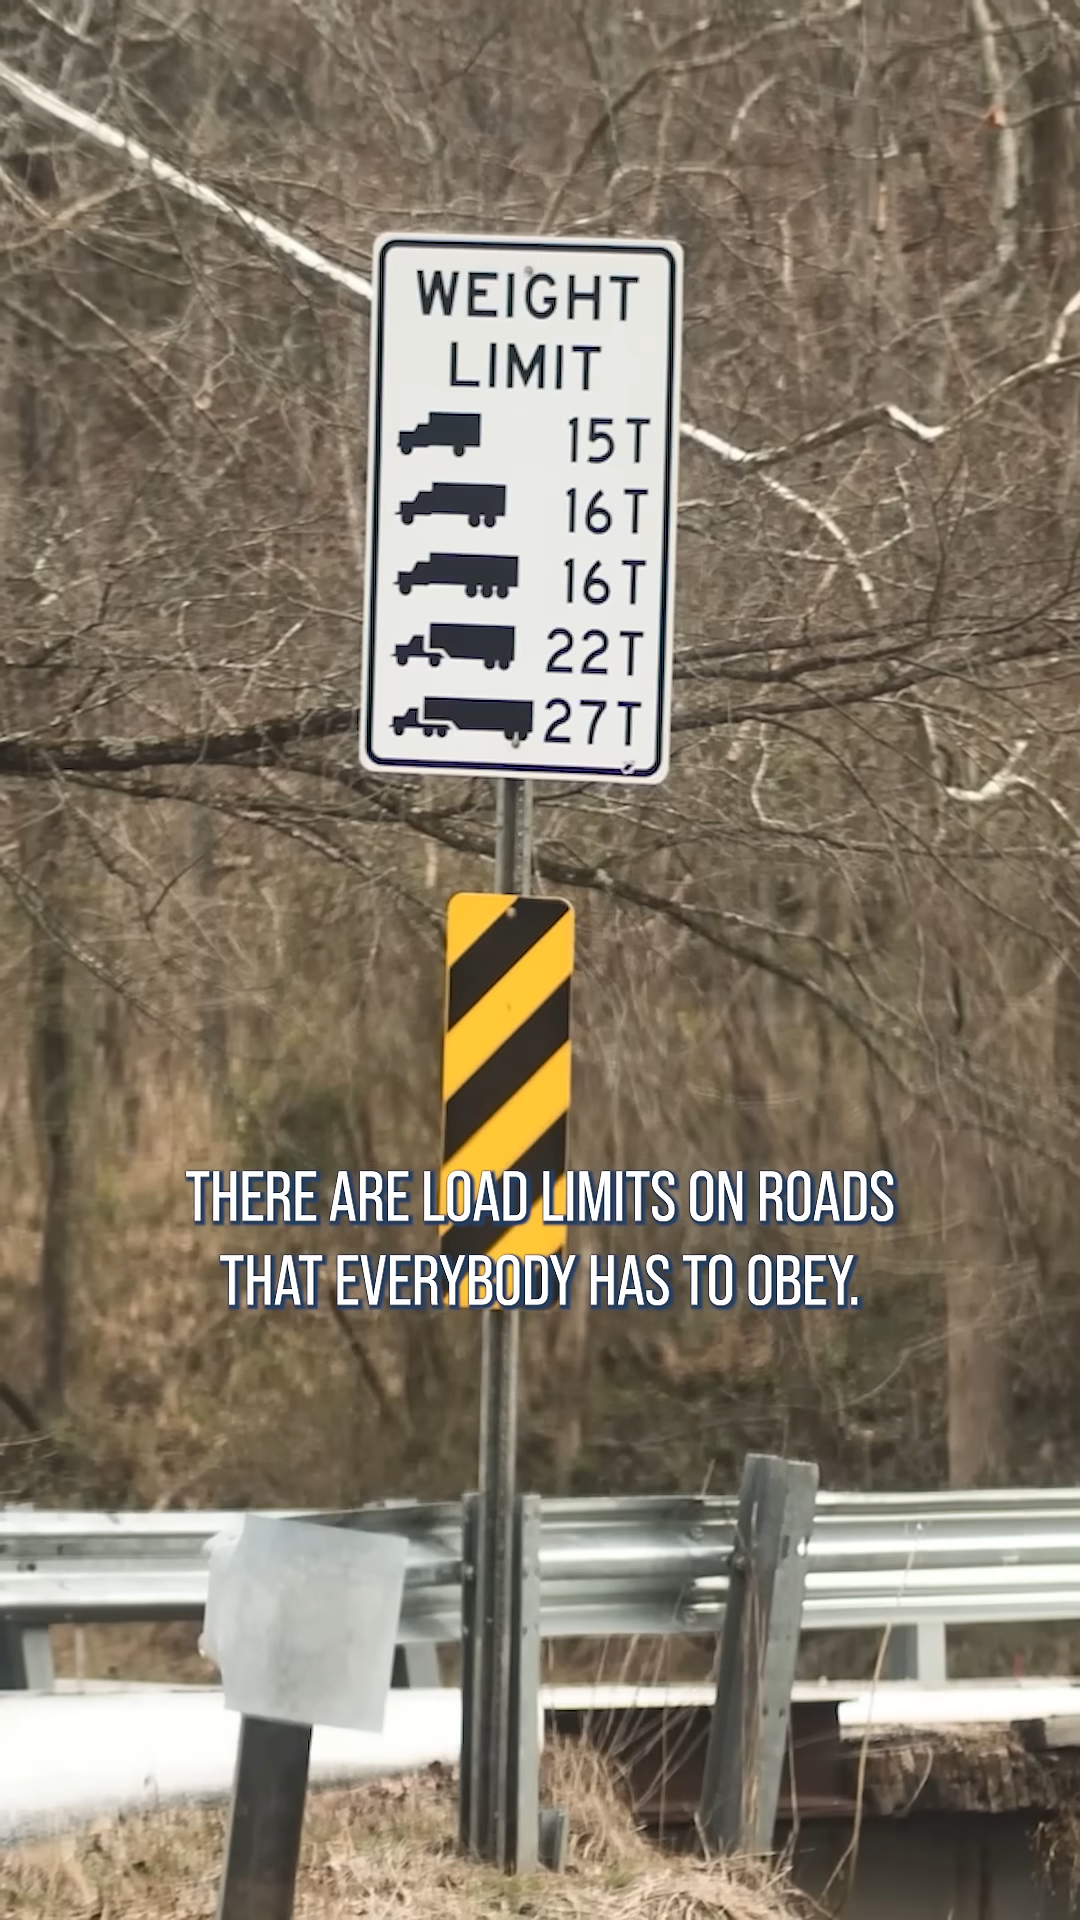 WEIGHT
LIMIT
15T
16T
16T
22T
27T
THERE ARE LOAD LIMITS ON ROADS
THAT EVERYBODY HAS TO OBEY.